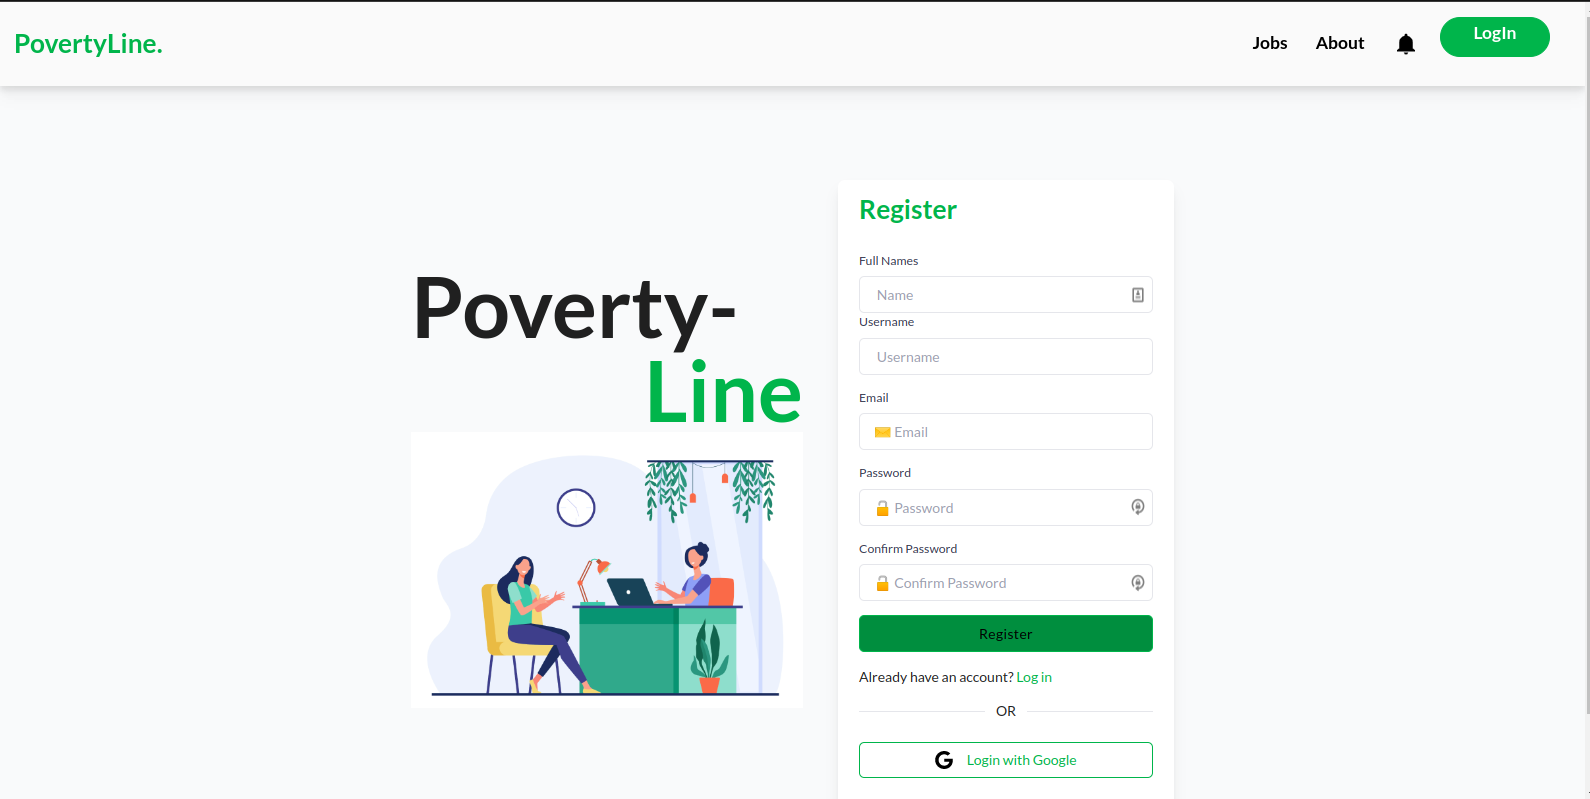 PovertyLine.
Jobs
About
LogIn
Poverty-
Line
Register
Full Names
Name
Username
Username
Email
Email
Password
Password
Confirm Password
Confirm Password
Register
Already have an account? Log in
OR
Login with Google